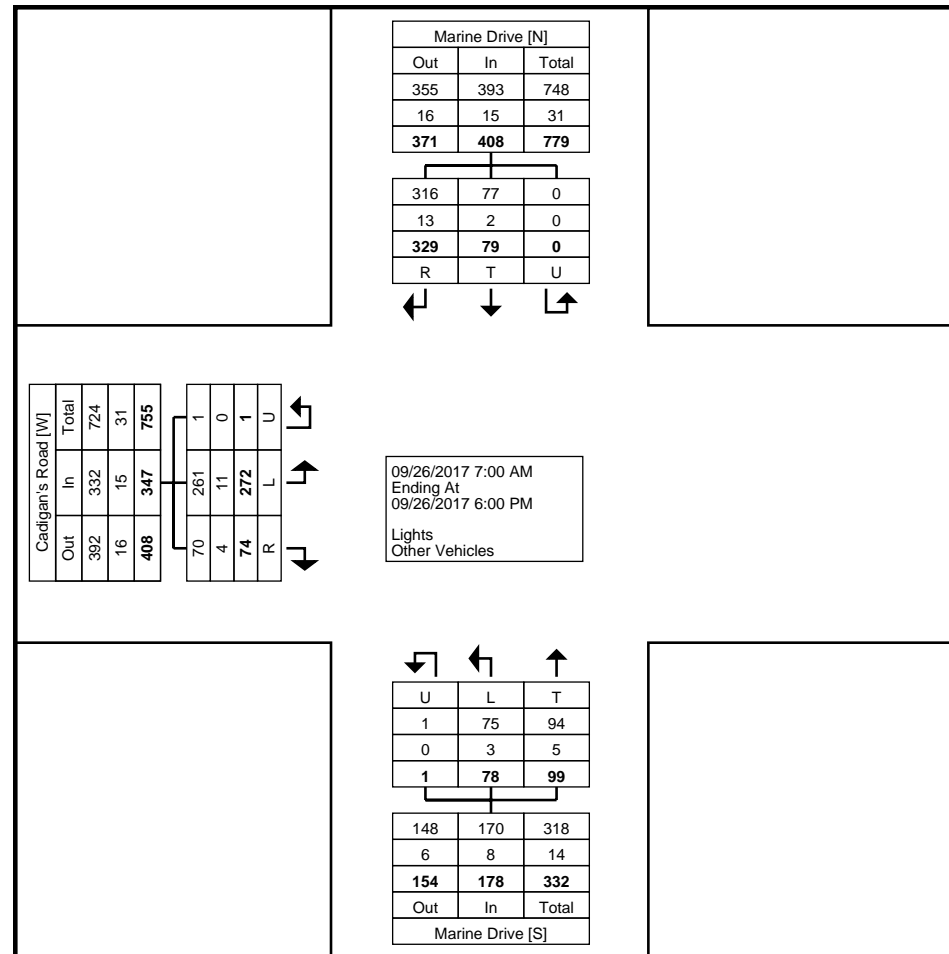 Marine Drive [N]
Out In Total
355 393 748
16 15 31
371 408 779
316 77 0
13 2 0
329 79 0
R T U
Cadigan's Road [W]
Out In Total
392 332 724
16 15 31
408 347 755
70 261 1
4 11 0
74 272 1
R L U
09/26/2017 7:00 AM
Ending At
09/26/2017 6:00 PM
Lights
Other Vehicles
U L T
1 75 94
0 3 5
1 78 99
148 170 318
6 8 14
154 178 332
Out In Total
Marine Drive [S]